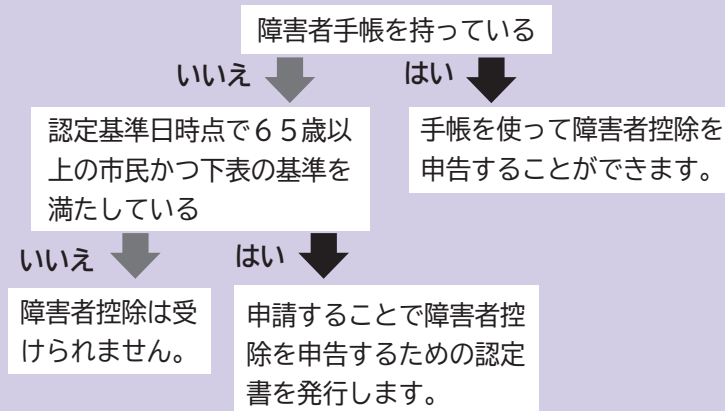 障害者手帳を持っている
いいえ
はい
認定基準日時点で６５歳以
上の市民かつ下表の基準を
満たしている
手帳を使って障害者控除を
申告することができます。
いいえ
はい
障害者控除は受
けられません。
申請することで障害者控
除を申告するための認定
書を発行します。